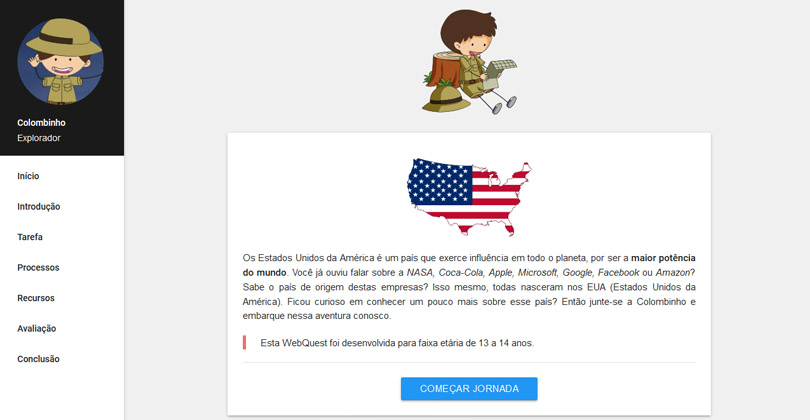 Colombinho
Explorador
Início
Introdução
Tarefa
Processos
Recursos
Avaliação
Conclusão
Os Estados Unidos da América é um país que exerce influência em todo o planeta, por ser a maior potência
do mundo. Você já ouviu falar sobre a NASA, Coca-Cola, Apple, Microsoft, Google, Facebook ou Amazon?
Sabe o país de origem destas empresas? Isso mesmo, todas nasceram nos EUA (Estados Unidos da
América). Ficou curioso em conhecer um pouco mais sobre esse país? Então junte-se a Colombinho e
embarque nessa aventura conosco.
Esta WebQuest foi desenvolvida para faixa etária de 13 a 14 anos.
COMEÇAR JORNADA